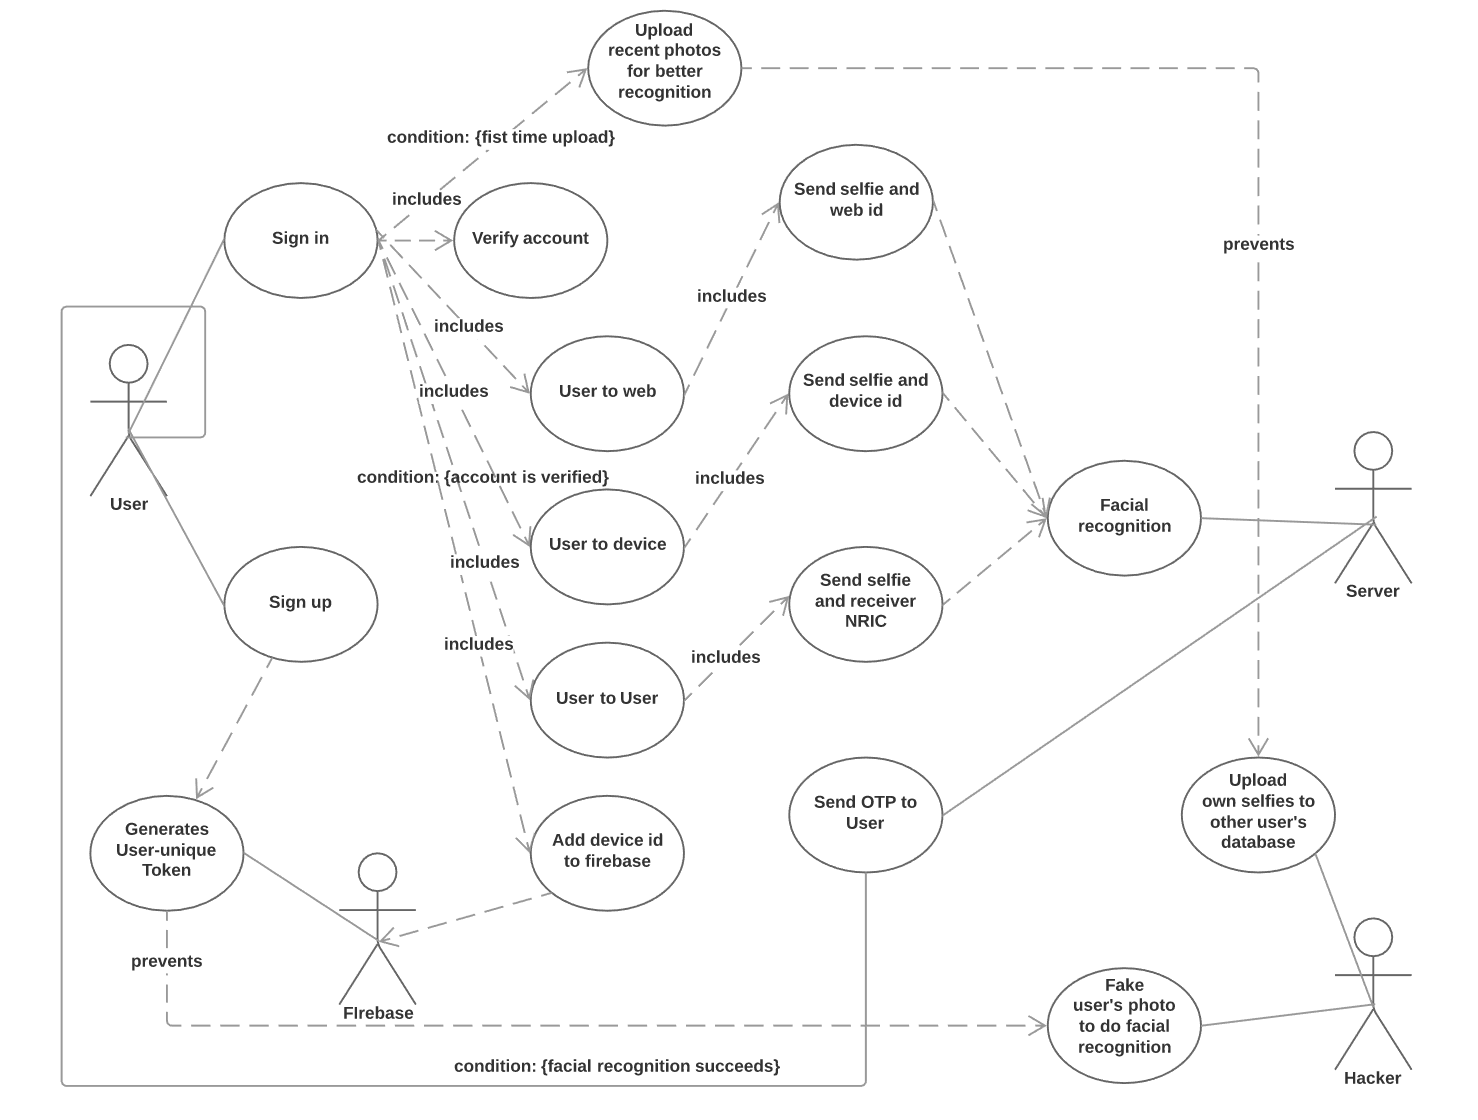 Upload
recent photos
for better
recognition
condition: {fist time upload}
includes
Send selfie and
web id
Sign in
Verify account
prevents
includes
includes
includes
User to web
Send selfie and
device id
condition: {account is verified}
includes
User
Facial
recognition
User to device
includes
Server
Sign up
Send selfie
and receiver
NRIC
includes
includes
User to User
Generates
User-unique
Token
Add device id
to firebase
Send OTP to
User
Upload
own selfies to
other user's
database
prevents
FIrebase
Fake
user's photo
to do facial
recognition
condition: {facial recognition succeeds}
Hacker